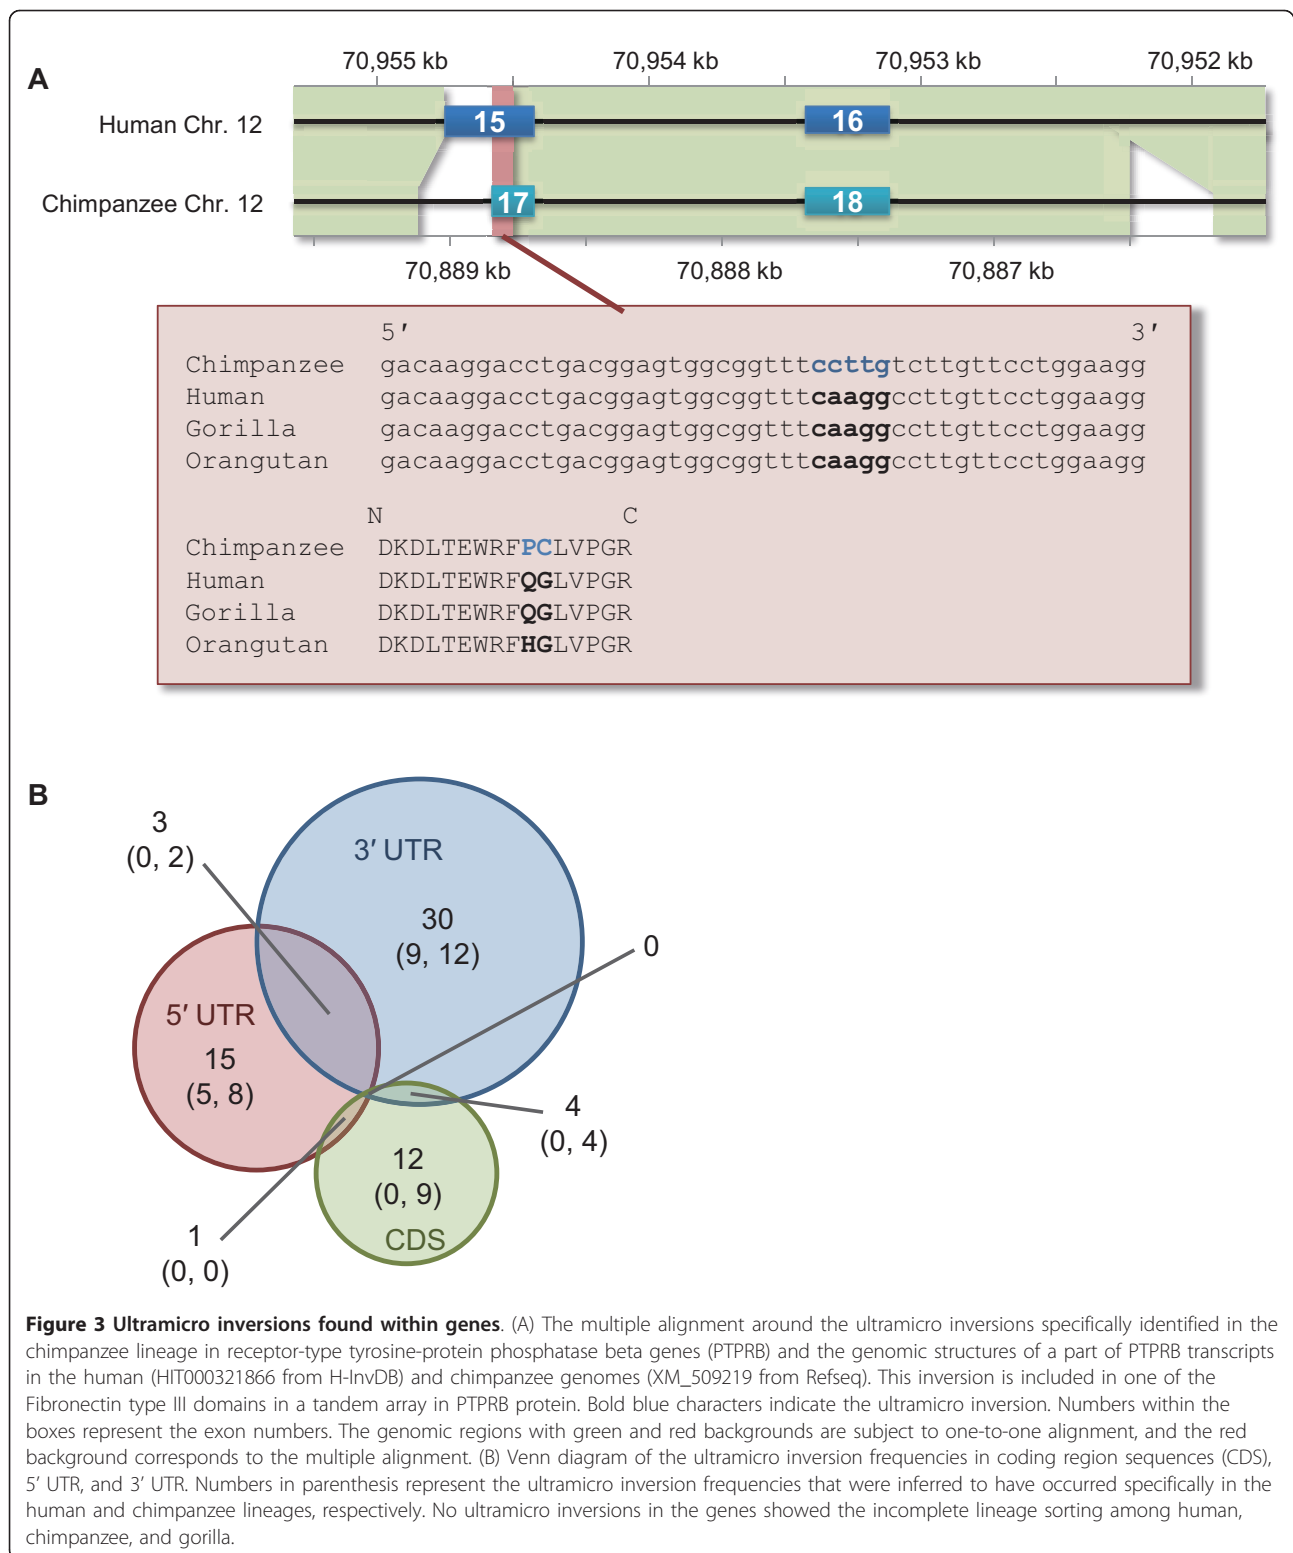 A
70,955 kb 70,954 kb 70,953 kb 70,952 kb
Human Chr. 12 15 16
Chimpanzee Chr. 12 17 18
70,889 kb 70,888 kb 70,887 kb
5′ 3′
Chimpanzee gacaaggacctgacggagtggcggtttccttgtcttgttcctggaagg
Human gacaaggacctgacggagtggcggtttcaaggccttgttcctggaagg
Gorilla gacaaggacctgacggagtggcggtttcaaggccttgttcctggaagg
Orangutan gacaaggacctgacggagtggcggtttcaaggccttgttcctggaagg
N C
Chimpanzee DKDLTEWRFPCLVPGR
Human DKDLTEWRFQGLVPGR
Gorilla DKDLTEWRFQGLVPGR
Orangutan DKDLTEWRFHGLVPGR
B
3
(0, 2)
3′ UTR
30
(9, 12)
0
5′ UTR
15
(5, 8)
4
(0, 4)
12
(0, 9)
CDS
1
(0, 0)
Figure 3 Ultramicro inversions found within genes. (A) The multiple alignment around the ultramicro inversions specifically identified in the
chimpanzee lineage in receptor-type tyrosine-protein phosphatase beta genes (PTPRB) and the genomic structures of a part of PTPRB transcripts
in the human (HIT000321866 from H-InvDB) and chimpanzee genomes (XM_509219 from Refseq). This inversion is included in one of the
Fibronectin type III domains in a tandem array in PTPRB protein. Bold blue characters indicate the ultramicro inversion. Numbers within the
boxes represent the exon numbers. The genomic regions with green and red backgrounds are subject to one-to-one alignment, and the red
background corresponds to the multiple alignment. (B) Venn diagram of the ultramicro inversion frequencies in coding region sequences (CDS),
5′ UTR, and 3′ UTR. Numbers in parenthesis represent the ultramicro inversion frequencies that were inferred to have occurred specifically in the
human and chimpanzee lineages, respectively. No ultramicro inversions in the genes showed the incomplete lineage sorting among human,
chimpanzee, and gorilla.